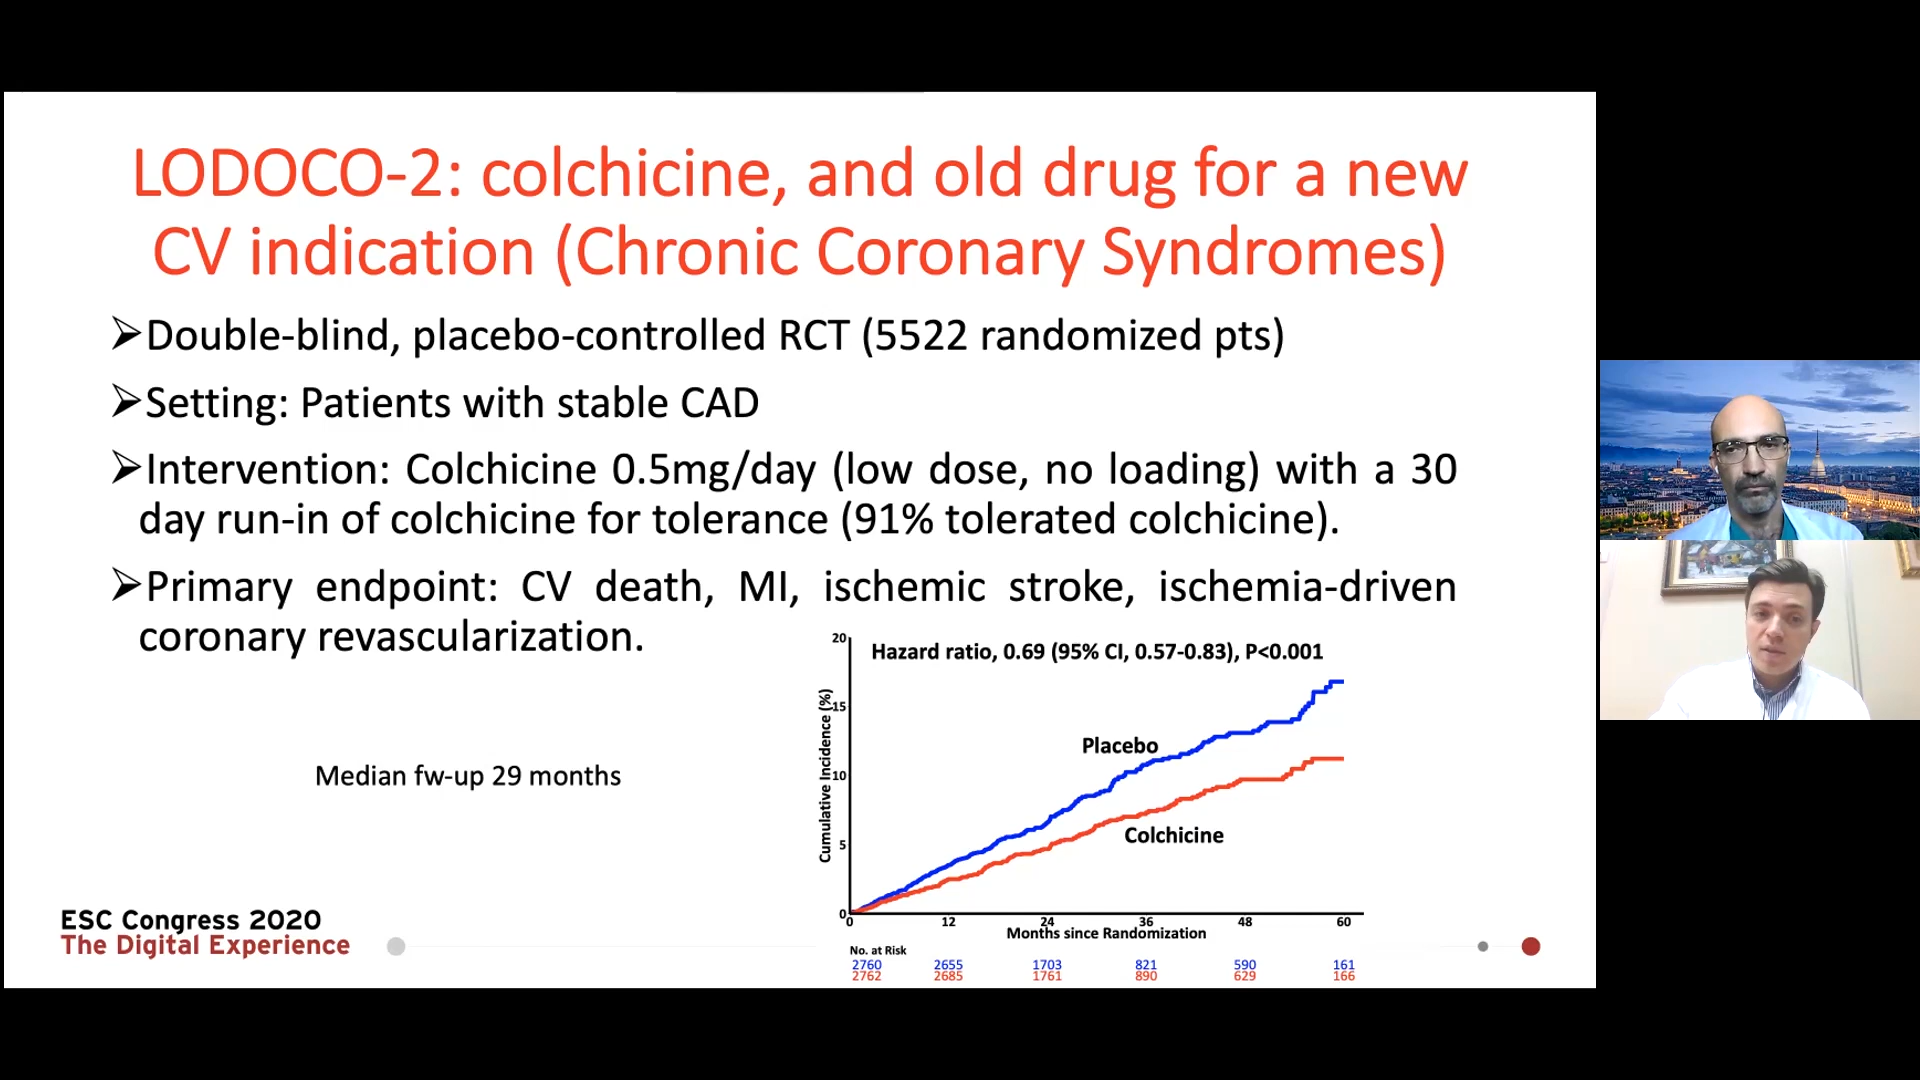 LODOCO-2: colchicine, and old drug for a new
CV indication (Chronic Coronary Syndromes)
➢Double-blind, placebo-controlled RCT (5522 randomized pts)
➢Setting: Patients with stable CAD
➢Intervention: Colchicine 0.5mg/day (low dose, no loading) with a 30
day run-in of colchicine for tolerance (91% tolerated colchicine).
➢Primary endpoint: CV death, MI, ischemic stroke, ischemia-driven
coronary revascularization.
Median fw-up 29 months
Hazard ratio, 0.69 (95% CI, 0.57-0.83), P<0.001
Cumulative Incidence (%)
20
15
10
5
0
Placebo
Colchicine
0 12 24 36 48 60
Months since Randomization
No. at Risk
2760 2655 1703 821 590 161
2762 2685 1761 890 629 166
ESC Congress 2020
The Digital Experience